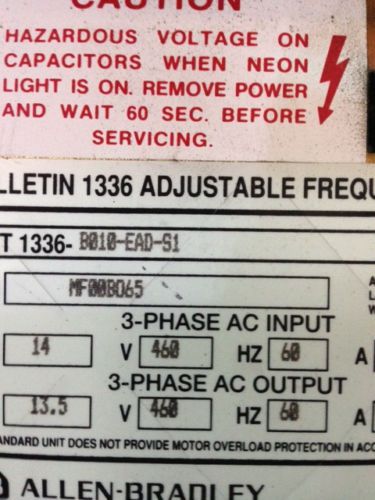 CAUTION
HAZARDOUS VOLTAGE ON
CAPACITORS WHEN NEON
LIGHT IS ON. REMOVE POWER
AND WAIT 60 SEC. BEFORE
SERVICING.
LLETIN 1336 ADJUSTABLE FREQU
T 1336- B010-EAD-S1
MF00BO65
3-PHASE AC INPUT
14 V 460 HZ 60 A
3-PHASE AC OUTPUT
13.5 V 460 HZ 60 A
ANDARD UNIT DOES NOT PROVIDE MOTOR OVERLOAD PROTECTION IN ACC
ALLEN-BRADLEY